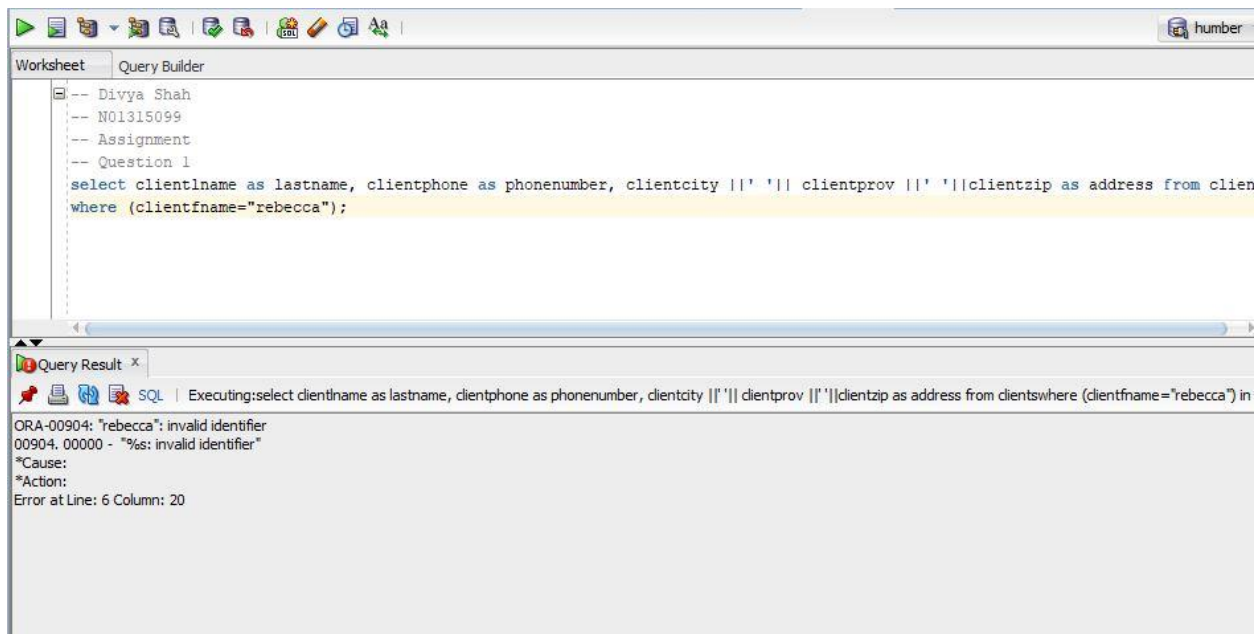 humber
Worksheet Query Builder
-- Divya Shah
-- N01315099
-- Assignment
-- Question 1
select clientlname as lastname, clientphone as phonenumber, clientcity ||' '|| clientprov ||' '||clientzip as address from clien
where (clientfname="rebecca");
Query Result x
SQL | Executing:select clientlname as lastname, clientphone as phonenumber, clientcity ||' '|| clientprov ||' '||clientzip as address from clientswhere (clientfname="rebecca") in
ORA-00904: "rebecca": invalid identifier
00904. 00000 - "%s: invalid identifier"
*Cause:
*Action:
Error at Line: 6 Column: 20